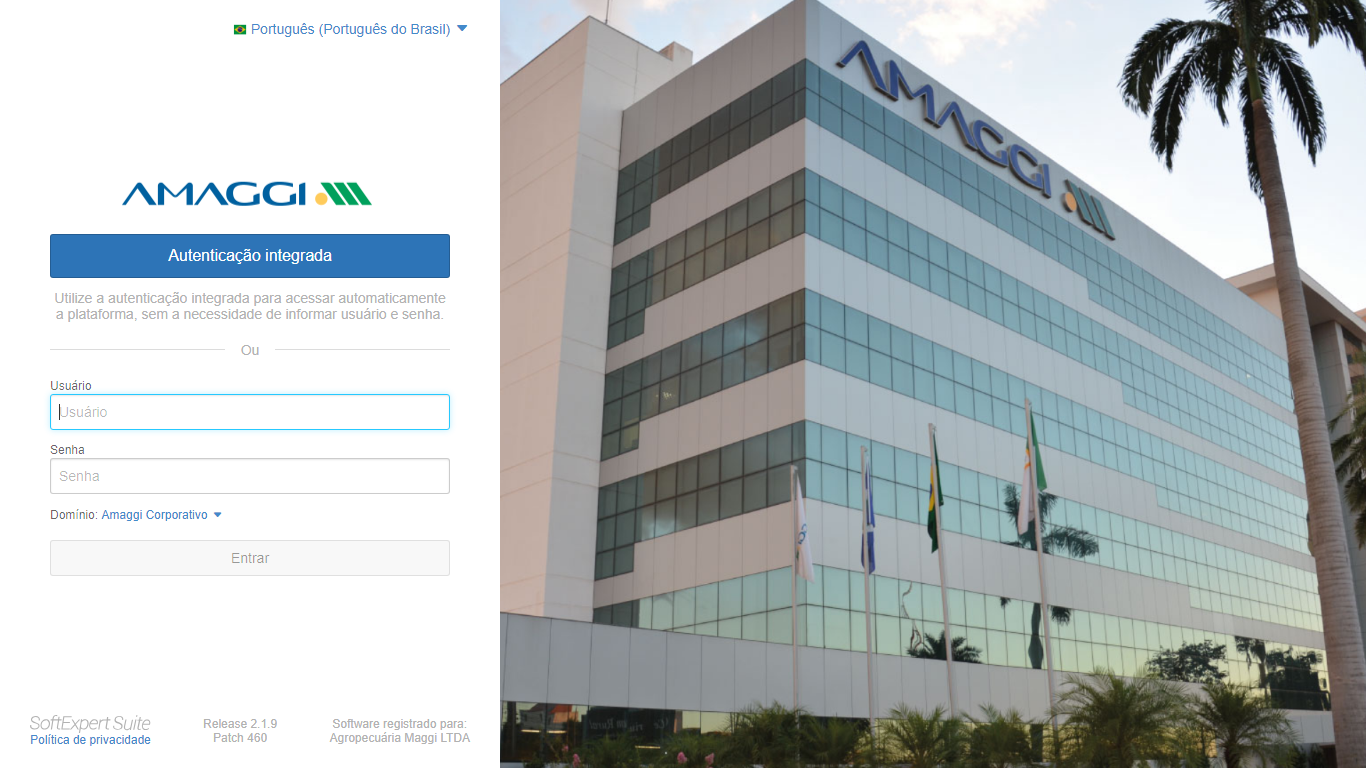 Português (Português do Brasil)
AMAGGI
Autenticação integrada
Utilize a autenticação integrada para acessar automaticamente
a plataforma, sem a necessidade de informar usuário e senha.
Ou
Usuário
Usuário
Senha
Senha
Domínio: Amaggi Corporativo
Entrar
SoftExpert Suite
Política de privacidade
Release 2.1.9
Patch 460
Software registrado para:
Agropecuária Maggi LTDA
AMAGGI